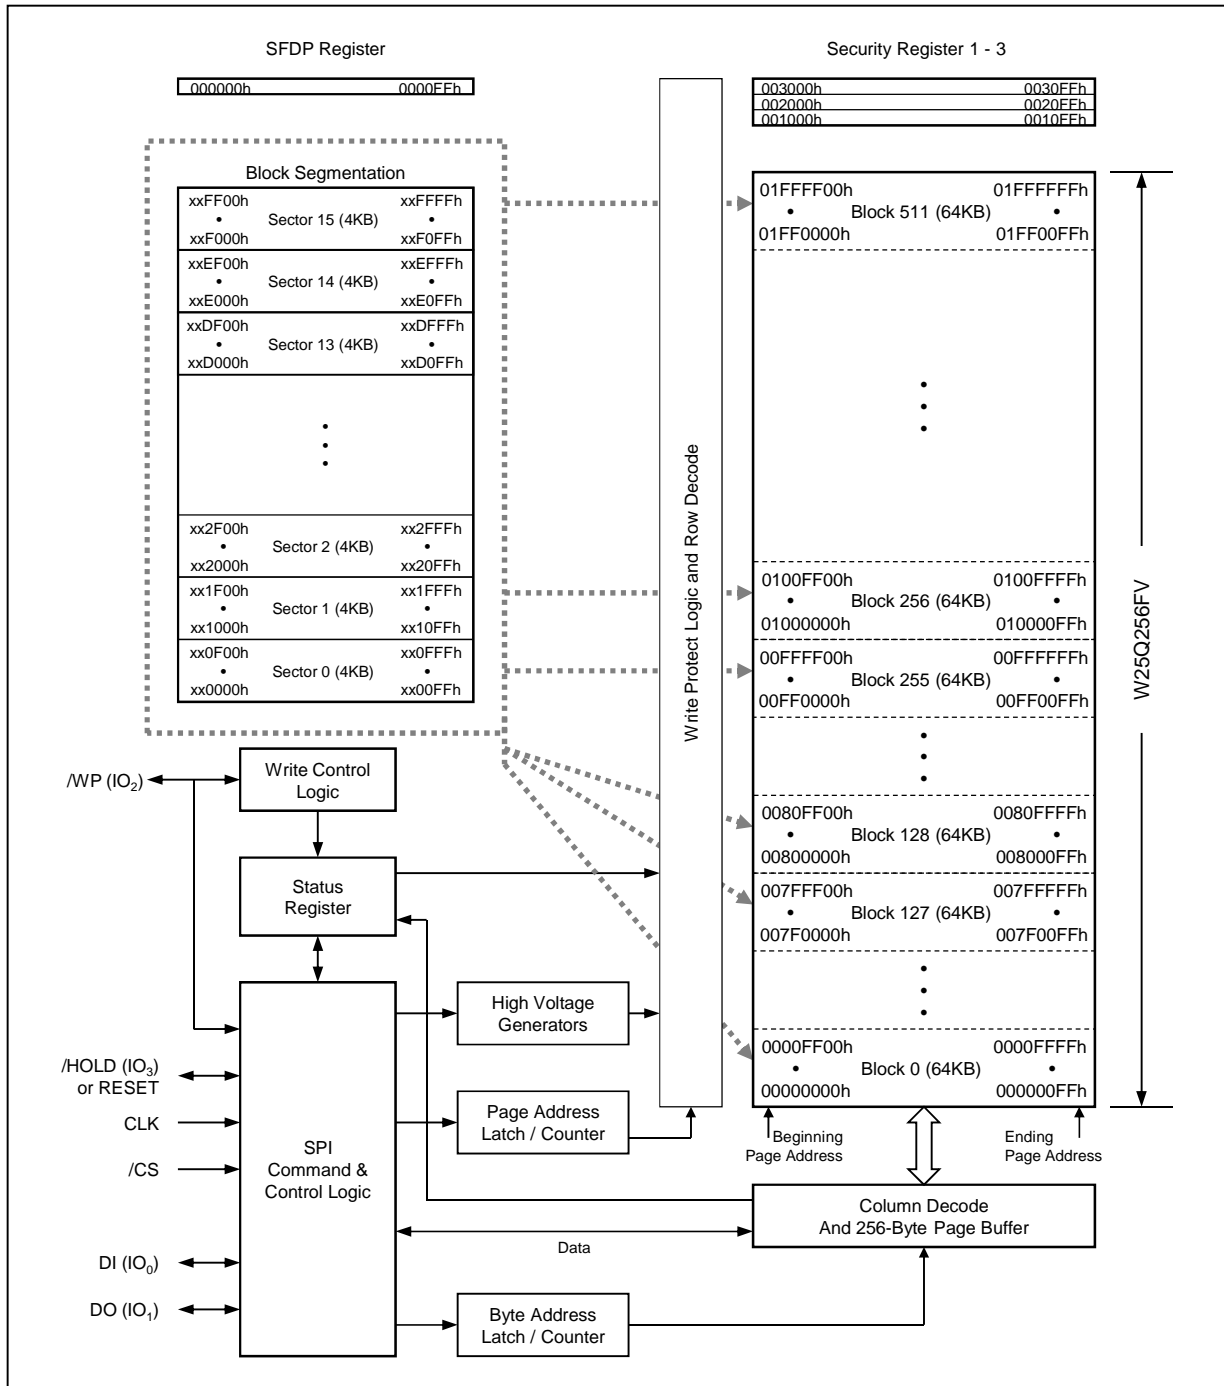 SFDP Register
000000h 0000FFh
Security Register 1 - 3
003000h 0030FFh
002000h 0020FFh
001000h 0010FFh
Block Segmentation
xxFF00h xxFFFFh
• Sector 15 (4KB) •
xxF000h xxF0FFh
xxEF00h xxEFFFh
• Sector 14 (4KB) •
xxE000h xxE0FFh
xxDF00h xxDFFFh
• Sector 13 (4KB) •
xxD000h xxD0FFh
xx2F00h xx2FFFh
• Sector 2 (4KB) •
xx2000h xx20FFh
xx1F00h xx1FFFh
• Sector 1 (4KB) •
xx1000h xx10FFh
xx0F00h xx0FFFh
• Sector 0 (4KB) •
xx0000h xx00FFh
Write Protect Logic and Row Decode
01FFFF00h 01FFFFFFh
• Block 511 (64KB) •
01FF0000h 01FF00FFh
0100FF00h 0100FFFFh
• Block 256 (64KB) •
01000000h 010000FFh
00FFFF00h 00FFFFFFh
• Block 255 (64KB) •
00FF0000h 00FF00FFh
0080FF00h 0080FFFFh
• Block 128 (64KB) •
00800000h 008000FFh
007FFF00h 007FFFFFh
• Block 127 (64KB) •
007F0000h 007F00FFh
0000FF00h 0000FFFFh
• Block 0 (64KB) •
00000000h 000000FFh
W25Q256FV
Beginning
Page Address
Ending
Page Address
/WP (IO2)
Write Control
Logic
Status
Register
High Voltage
Generators
/HOLD (IO3)
or RESET
CLK
/CS
DI (IO0)
DO (IO1)
SPI
Command &
Control Logic
Page Address
Latch / Counter
Column Decode
And 256-Byte Page Buffer
Data
Byte Address
Latch / Counter